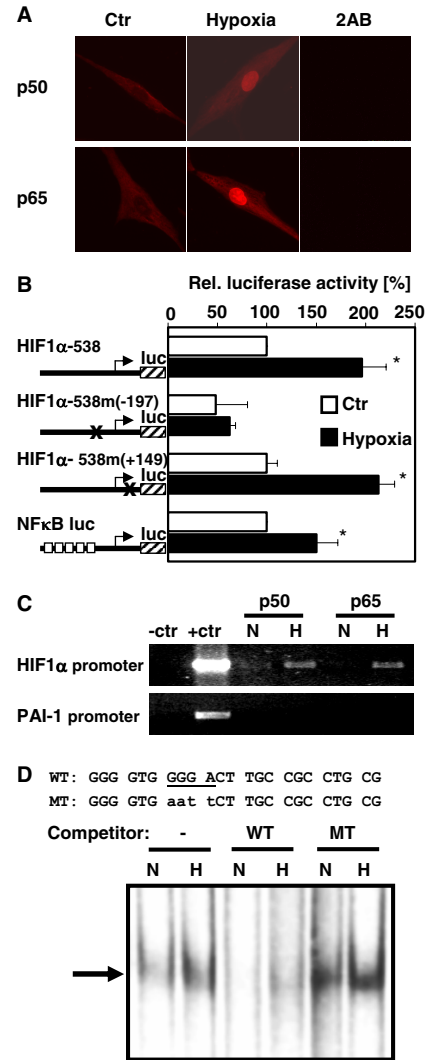 A
Ctr Hypoxia 2AB
p50
p65
B
Rel. luciferase activity [%]
0 50 100 150 200 250
HIF1α-538
luc
*
HIF1α-538m(-197)
luc
X
Ctr
Hypoxia
HIF1α- 538m(+149)
luc
X
*
NFκB luc
luc
*
C
p50 p65
-ctr +ctr N H N H
HIF1α promoter
PAI-1 promoter
D
WT: GGG GTG GGG ACT TGC CGC CTG CG
MT: GGG GTG aat tCT TGC CGC CTG CG
Competitor: - WT MT
N H N H N H